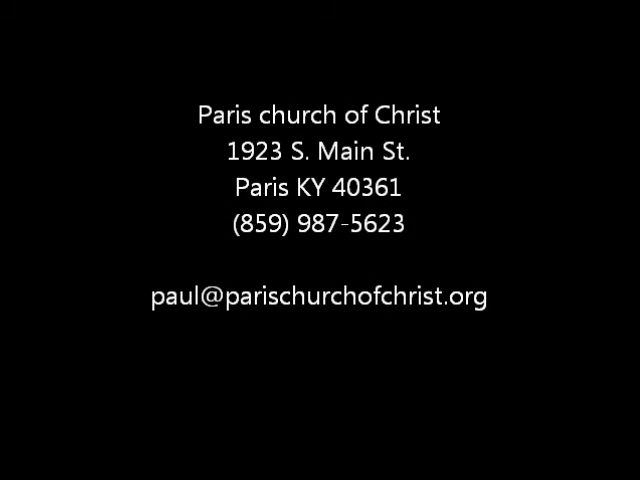 Paris church of Christ
1923 S. Main St.
Paris KY 40361
(859) 987-5623
paul@parischurchofchrist.org